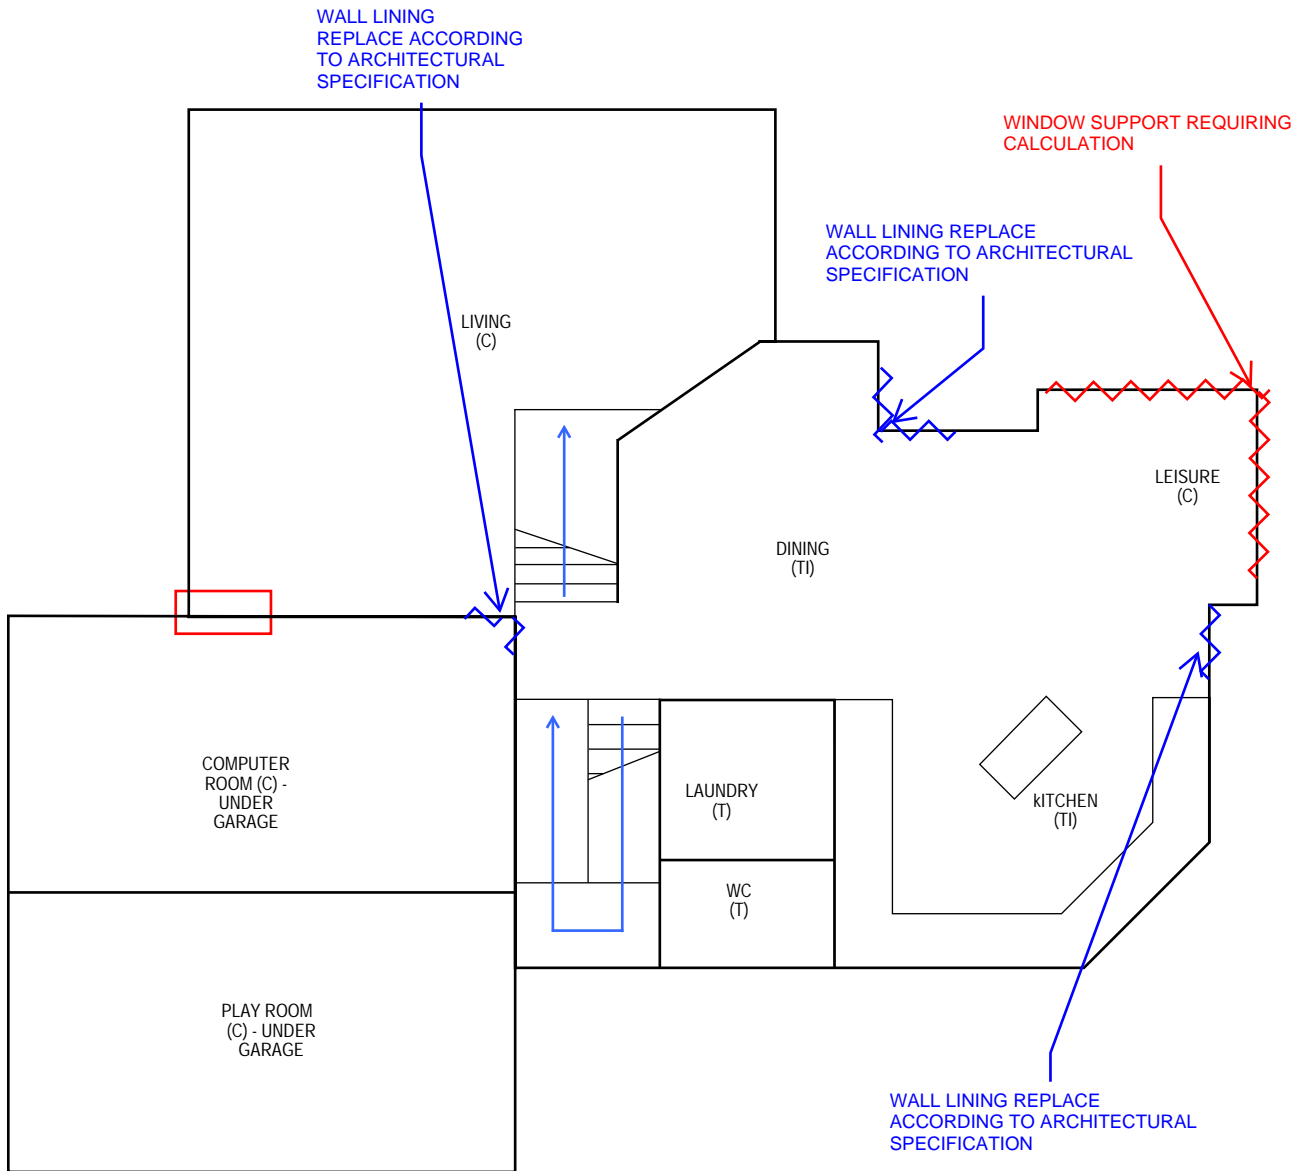 WALL LINING
REPLACE ACCORDING
TO ARCHITECTURAL
SPECIFICATION
WINDOW SUPPORT REQUIRING
CALCULATION
WALL LINING REPLACE
ACCORDING TO ARCHITECTURAL
SPECIFICATION
LIVING
(C)
LEISURE
(C)
DINING
(TI)
COMPUTER
ROOM (C) -
UNDER
GARAGE
LAUNDRY
(T)
kITCHEN
(TI)
WC
(T)
PLAY ROOM
(C) - UNDER
GARAGE
WALL LINING REPLACE
ACCORDING TO ARCHITECTURAL
SPECIFICATION